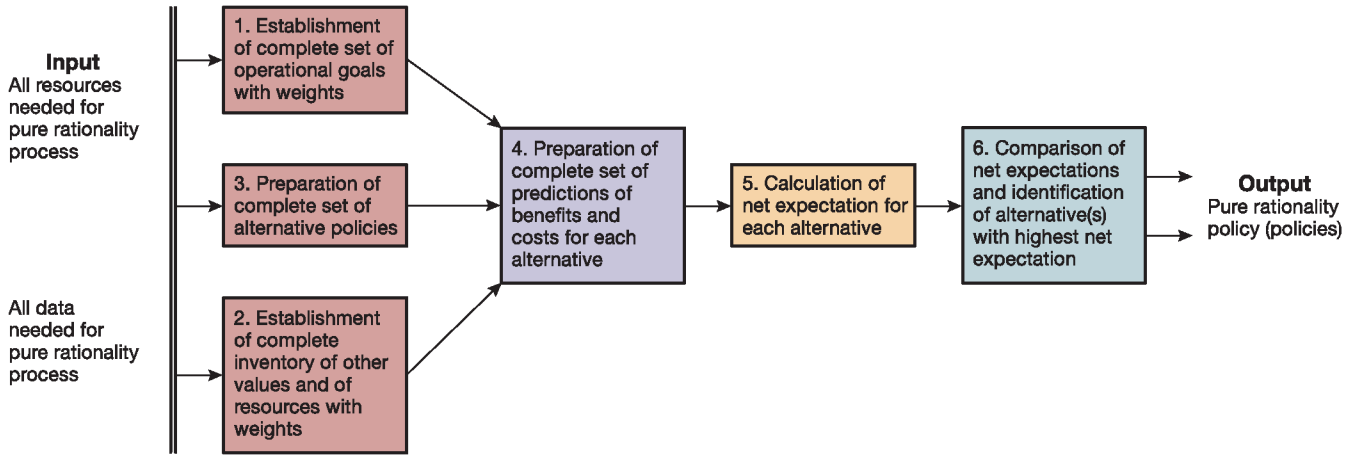 Input
All resources
needed for
pure rationality
process
All data
needed for
pure rationality
process
1. Establishment
of complete set of
operational goals
with weights
3. Preparation of
complete set of
alternative policies
2. Establishment
of complete
inventory of other
values and of
resources with
weights
4. Preparation of
complete set of
predictions of
benefits and
costs for each
alternative
5. Calculation of
net expectation for
each alternative
6. Comparison of
net expectations
and identification
of alternative(s)
with highest net
expectation
Output
Pure rationality
policy (policies)